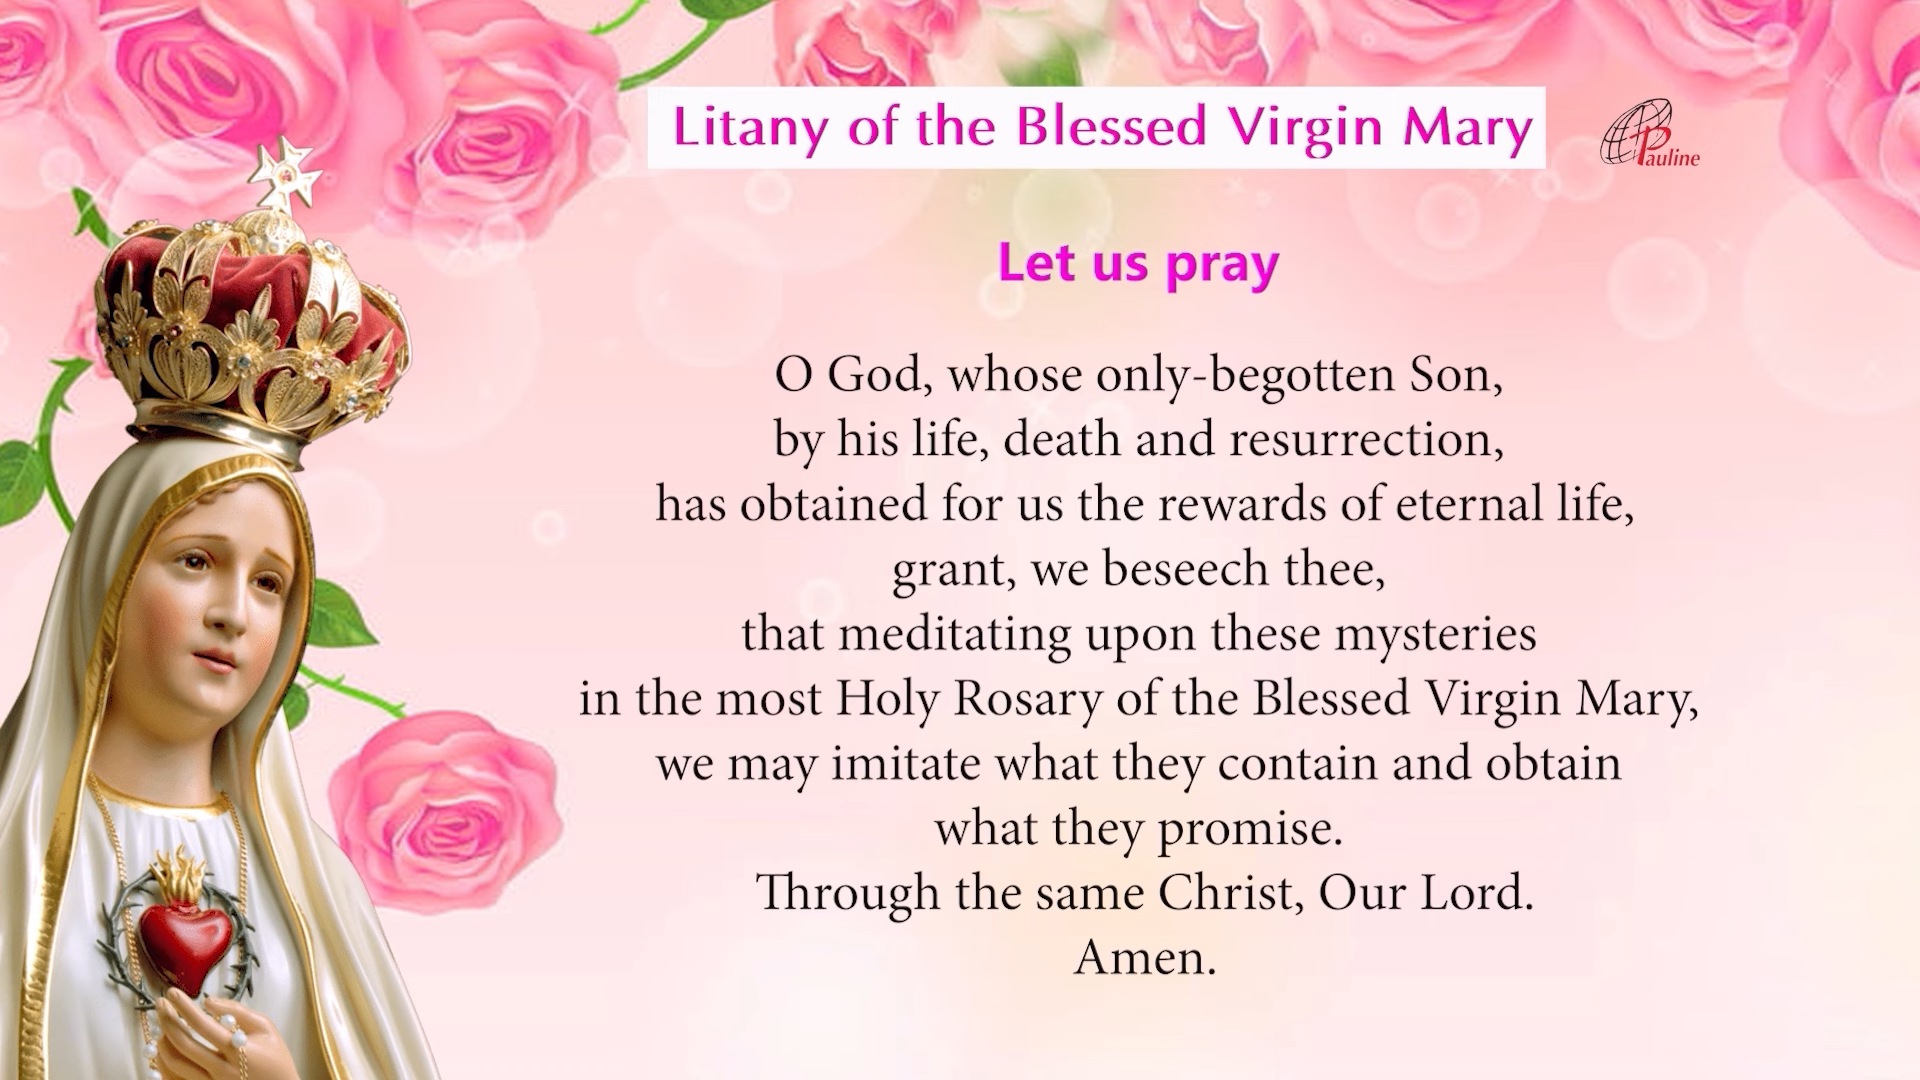 Litany of the Blessed Virgin Mary
Pauline
Let us pray
O God, whose only-begotten Son,
by his life, death and resurrection,
has obtained for us the rewards of eternal life,
grant, we beseech thee,
that meditating upon these mysteries
in the most Holy Rosary of the Blessed Virgin Mary,
we may imitate what they contain and obtain
what they promise.
Through the same Christ, Our Lord.
Amen.